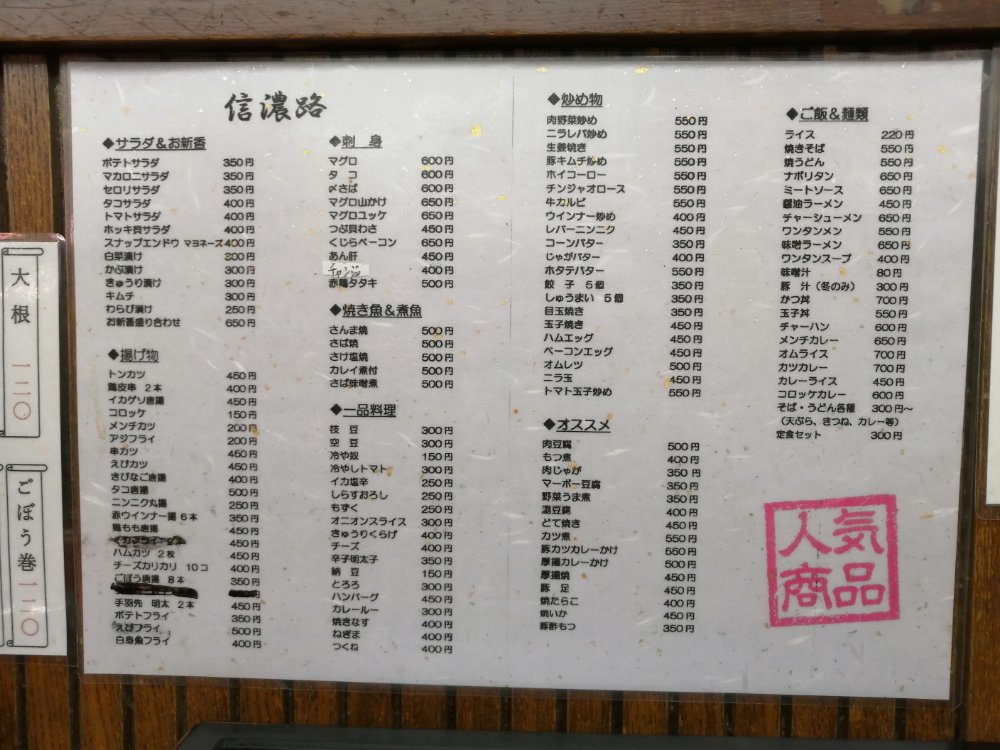 信濃路
◆サラダ&お新香
ポテトサラダ 350円
マカロニサラダ 350円
セロリサラダ 350円
タコサラダ 400円
トマトサラダ 400円
ホッキ貝サラダ 400円
スナップエンドウ マヨネーズ 400円
白菜漬け 300円
かぶ漬け 300円
きゅうり漬け 300円
キムチ 300円
わらび漬け 250円
お新香盛り合わせ 650円
◆揚げ物
トンカツ 450円
鶏皮串 2本 400円
イカゲソ唐揚 450円
コロッケ 150円
メンチカツ 200円
アジフライ 200円
串カツ 450円
えびカツ 450円
きびなご唐揚 400円
タコ唐揚 500円
ニンニク丸揚 450円
赤ウインナー揚 6本 350円
鶏もも唐揚 450円
450円
ハムカツ 2枚 450円
チーズカリカリ 10コ 400円
ごぼう唐揚 8本 350円
手羽先 明太 2本 450円
ポテトフライ 350円
えびフライ 500円
白身魚フライ 400円
◆刺 身
マグロ 600円
タ コ 600円
〆さば 600円
マグロ山かけ 650円
マグロユッケ 650円
つぶ貝わさ 450円
くじらベーコン 650円
あん肝 450円
チャンジャ 400円
赤鶏タタキ 500円
◆焼き魚&煮魚
さんま焼 500円
さば焼 500円
さけ塩焼 500円
カレイ煮付 500円
さば味噌煮 500円
◆一品料理
枝 豆 300円
空 豆 300円
冷や奴 150円
冷やしトマト 300円
イカ塩辛 250円
しらすおろし 250円
もずく 250円
オニオンスライス 300円
きゅうりくらげ 400円
チーズ 400円
辛子明太子 350円
納 豆 150円
とろろ 300円
ハンバーグ 450円
カレールー 300円
焼きなす 400円
ねぎま 400円
つくね 400円
◆炒め物
肉野菜炒め 550円
ニラレバ炒め 550円
生姜焼き 550円
豚キムチ炒め 550円
ホイコーロー 550円
チンジャオロース 550円
牛カルビ 550円
ウインナー炒め 400円
レバーニンニク 450円
コーンバター 350円
じゃがバター 400円
ホタテバター 550円
餃 子 5個 350円
しゅうまい 5個 350円
目玉焼き 350円
玉子焼き 450円
ハムエッグ 450円
ベーコンエッグ 450円
オムレツ 500円
ニラ玉 450円
トマト玉子炒め 550円
◆オススメ
肉豆腐 500円
もつ煮 400円
肉じゃが 350円
マーボー豆腐 350円
野菜うま煮 350円
湯豆腐 400円
どて焼き 450円
カツ煮 550円
豚カツカレーかけ 550円
厚揚カレーかけ 500円
厚揚焼 450円
豚 足 450円
焼たらこ 400円
焼いか 450円
豚酢もつ 350円
◆ご飯&麺類
ライス 220円
焼きそば 550円
焼うどん 550円
ナポリタン 650円
ミートソース 650円
醤油ラーメン 450円
チャーシューメン 650円
ワンタンメン 550円
味噌ラーメン 650円
ワンタンスープ 400円
味噌汁 80円
豚 汁(冬のみ) 300円
かつ丼 700円
玉子丼 550円
チャーハン 600円
メンチカレー 650円
オムライス 700円
カツカレー 700円
カレーライス 450円
コロッケカレー 600円
そば・うどん各種 300円〜
(天ぷら、きつね、カレー等)
定食セット 300円
人気
商品
大根 一二〇
ごぼう巻 一二〇